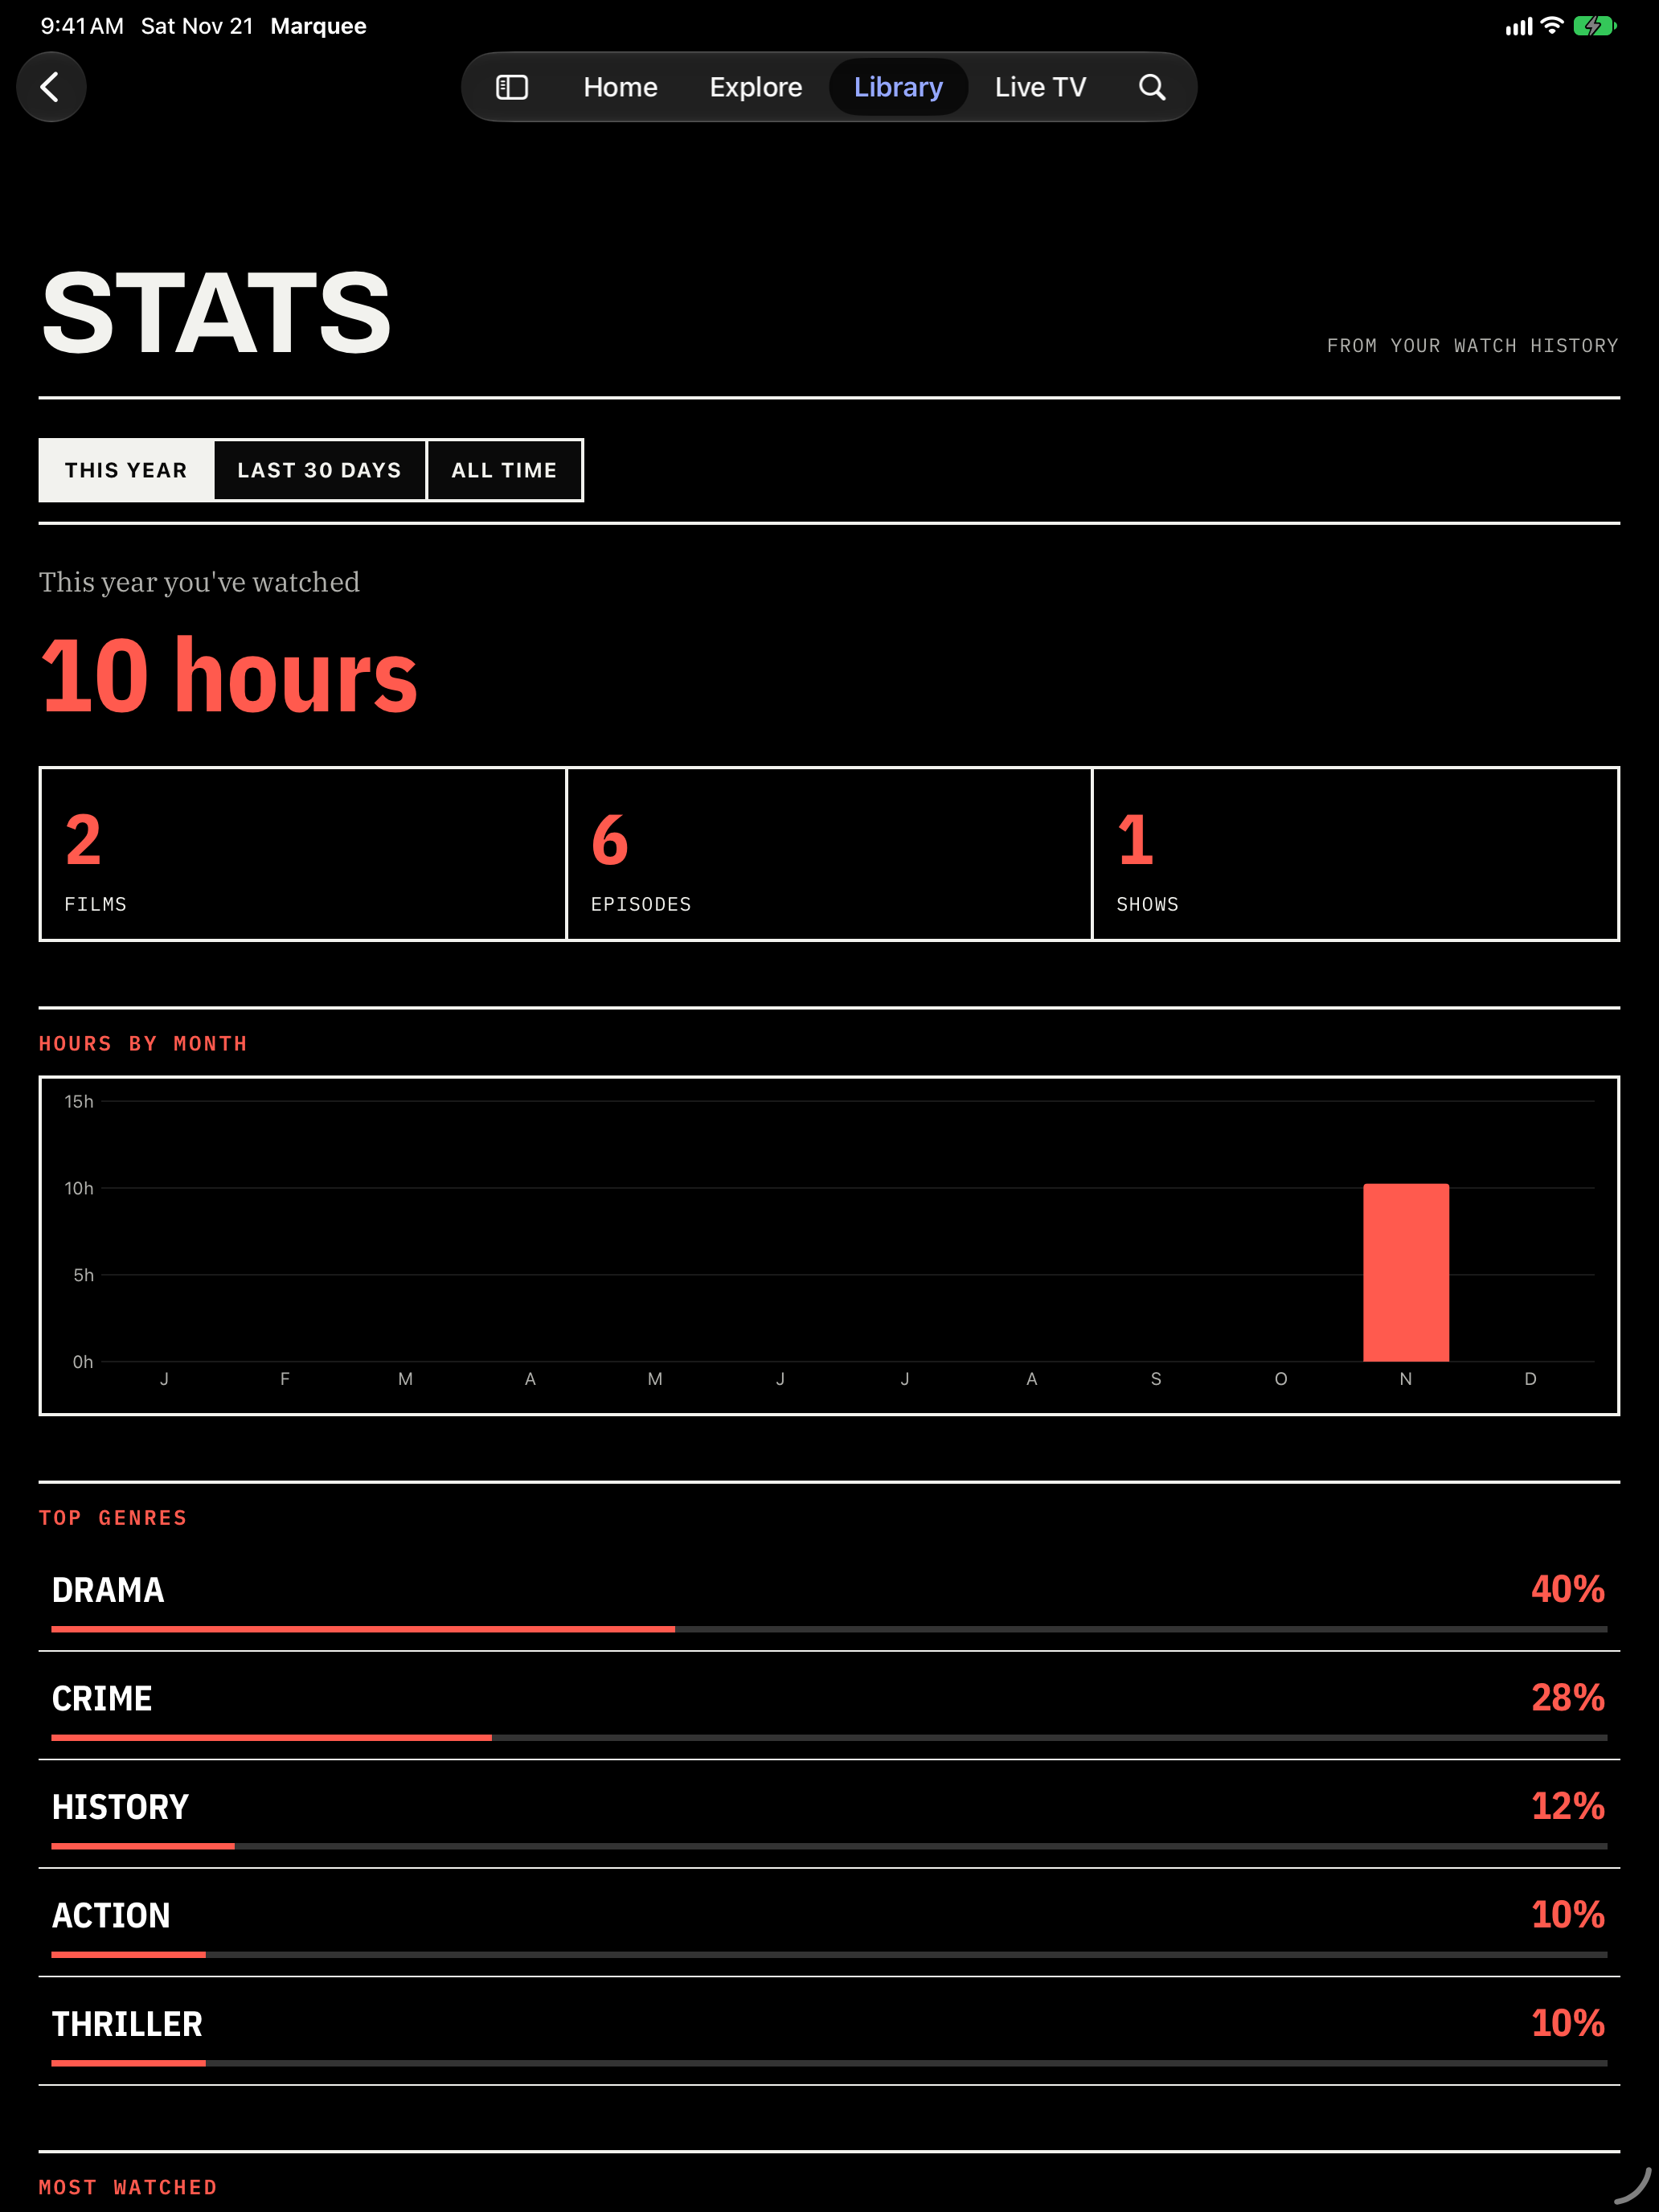 9:41 AM Sat Nov 21 Marquee
Home Explore Library Live TV
STATS
FROM YOUR WATCH HISTORY
THIS YEAR LAST 30 DAYS ALL TIME
This year you've watched
10 hours
2 6 1
FILMS EPISODES SHOWS
HOURS BY MONTH
15h
10h
5h
0h
J F M A M J J A S O N D
TOP GENRES
DRAMA 40%
CRIME 28%
HISTORY 12%
ACTION 10%
THRILLER 10%
MOST WATCHED